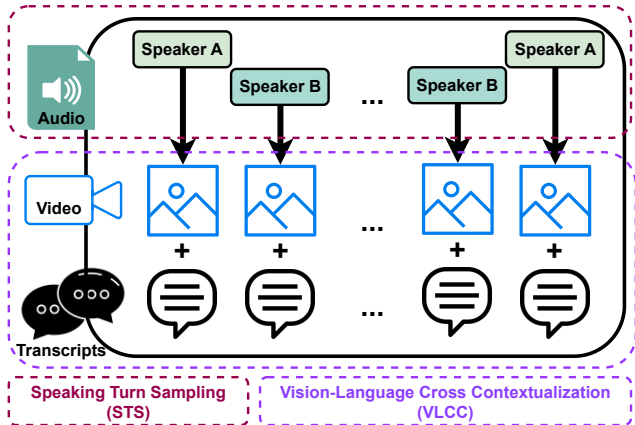 Speaker A
Speaker A
Speaker B
...
Speaker B
Audio
Video
...
+
+
+
+
...
Transcripts
Speaking Turn Sampling
(STS)
Vision-Language Cross Contextualization
(VLCC)